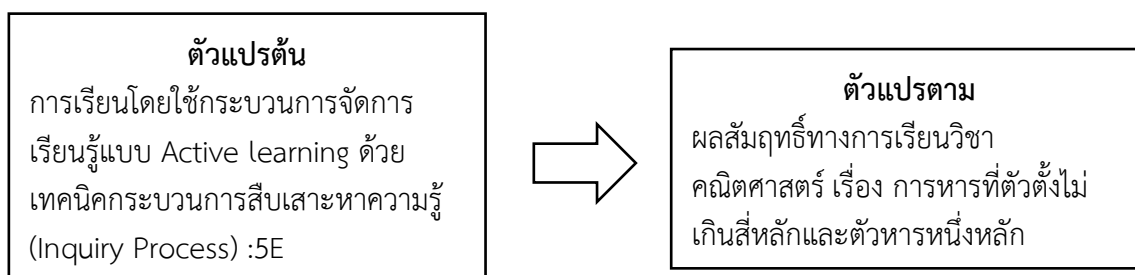 ตัวแปรต้น
การเรียนโดยใช้กระบวนการจัดการ
เรียนรู้แบบ Active learning ด้วย
เทคนิคกระบวนการสืบเสาะหาความรู้
(Inquiry Process) :5E
ตัวแปรตาม
ผลสัมฤทธิ์ทางการเรียนวิชา
คณิตศาสตร์ เรื่อง การหารที่ตัวตั้งไม่
เกินสี่หลักและตัวหารหนึ่งหลัก